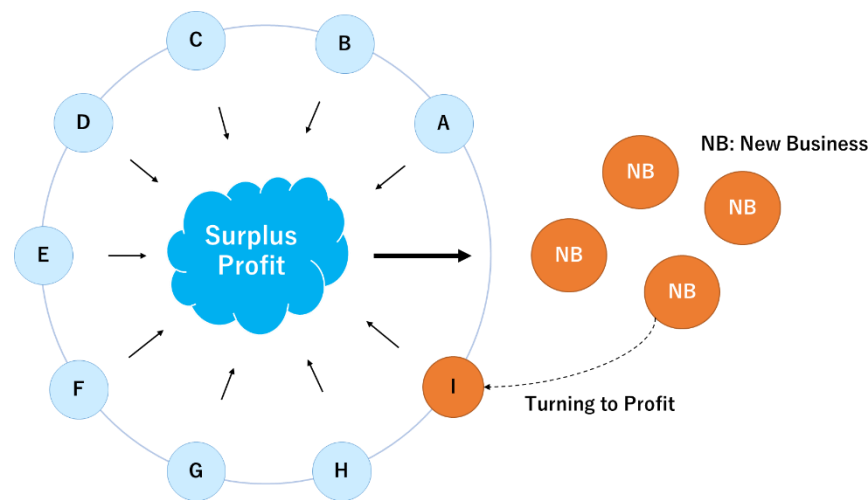 C
B
D
A
NB: New Business
NB
NB
Surplus
Profit
E
NB
NB
F
I
Turning to Profit
G
H